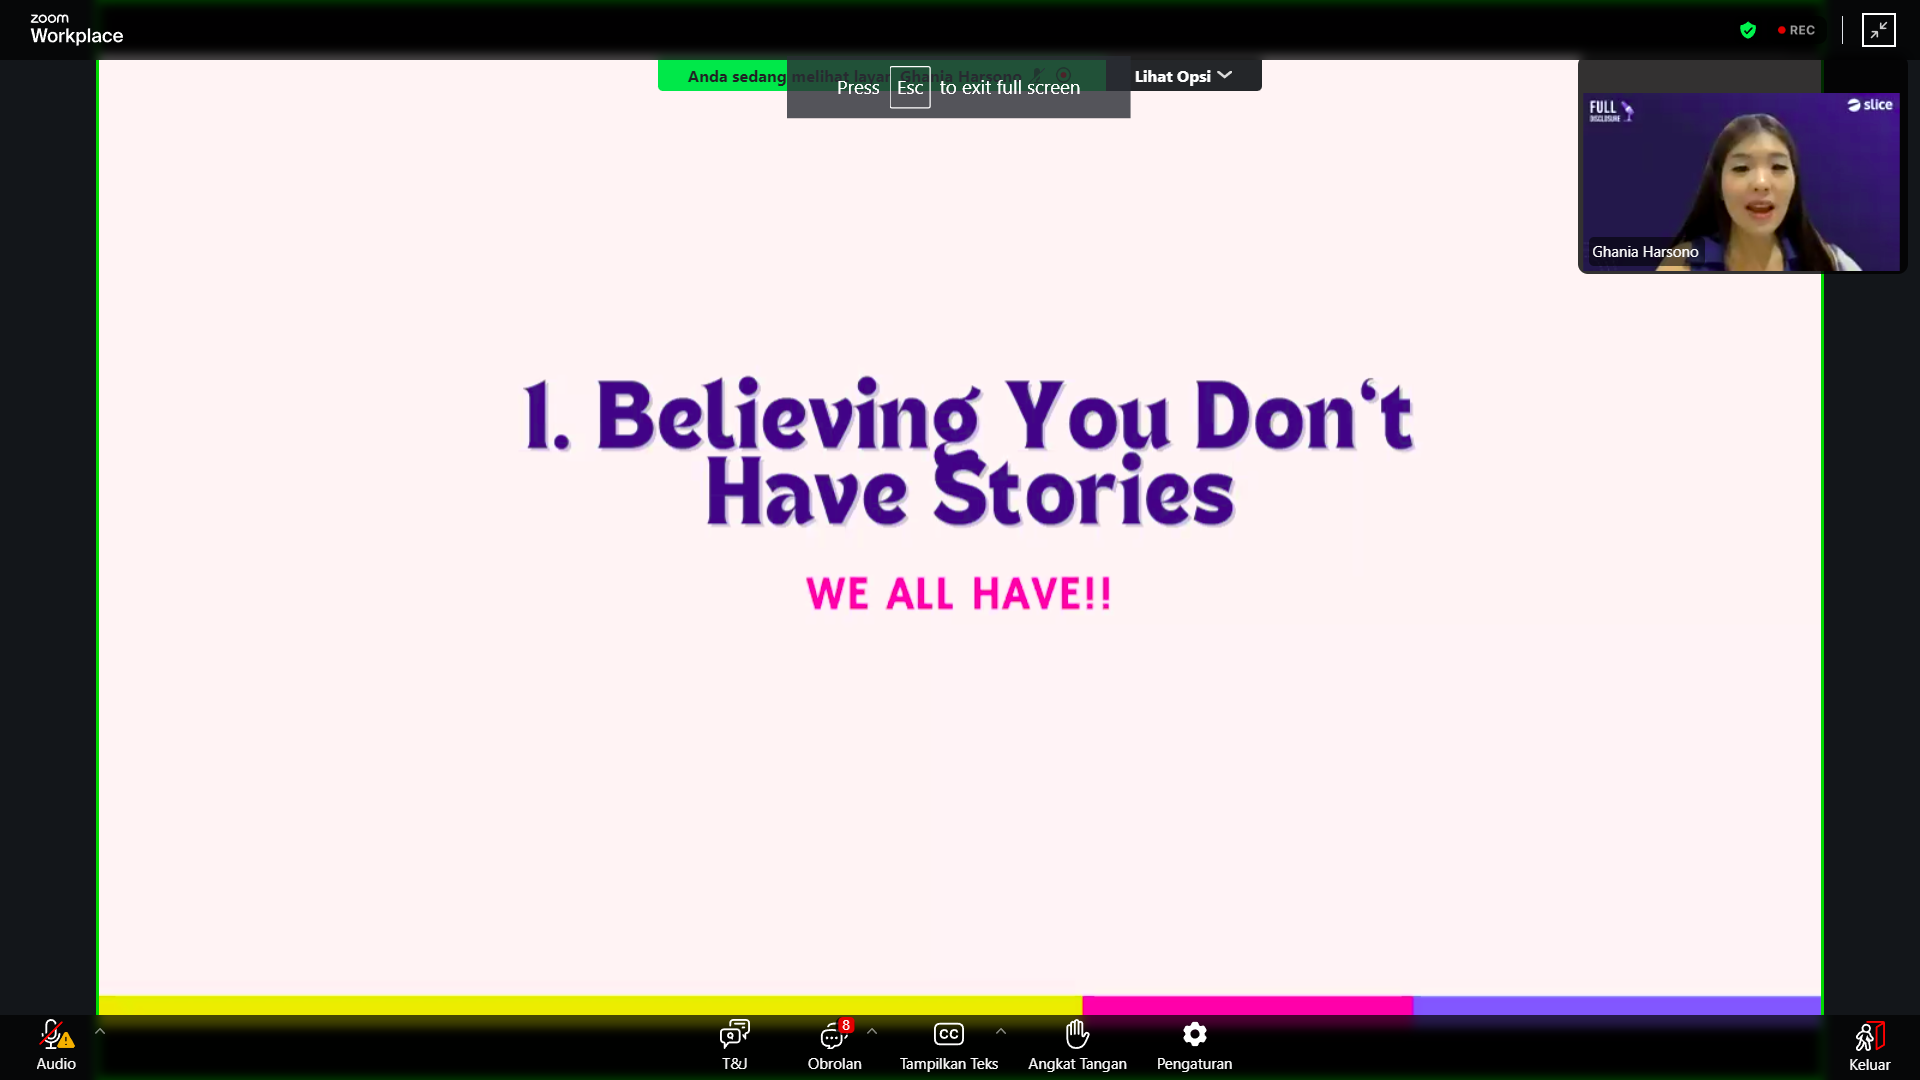 zoom
Workplace
REC
Anda sedang melihat layar Ghania Harsono
Lihat Opsi
Press Esc to exit full screen
FULL
DISCLOSURE
slice
Ghania Harsono
1. Believing You Don‘t
Have Stories
WE ALL HAVE!!
Audio
T&J
8
Obrolan
CC
Tampilkan Teks
Angkat Tangan
Pengaturan
Keluar